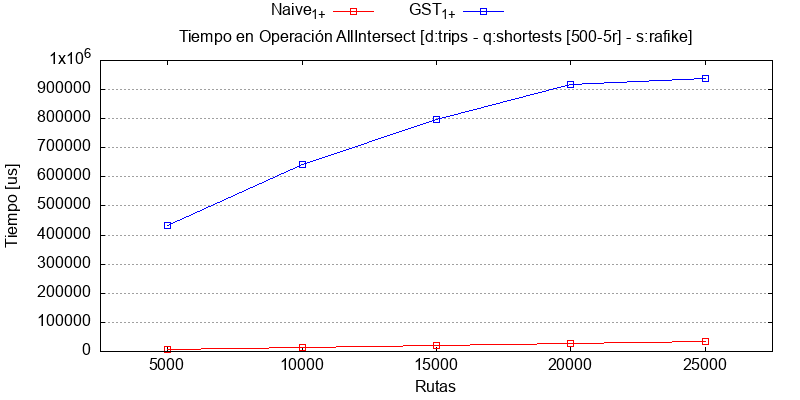 Naive1+ GST1+
Tiempo en Operación AllIntersect [d:trips - q:shortests [500-5r] - s:rafike]
1x10^6
900000
800000
700000
600000
500000
400000
300000
200000
100000
0
Tiempo [us]
5000 10000 15000 20000 25000
Rutas